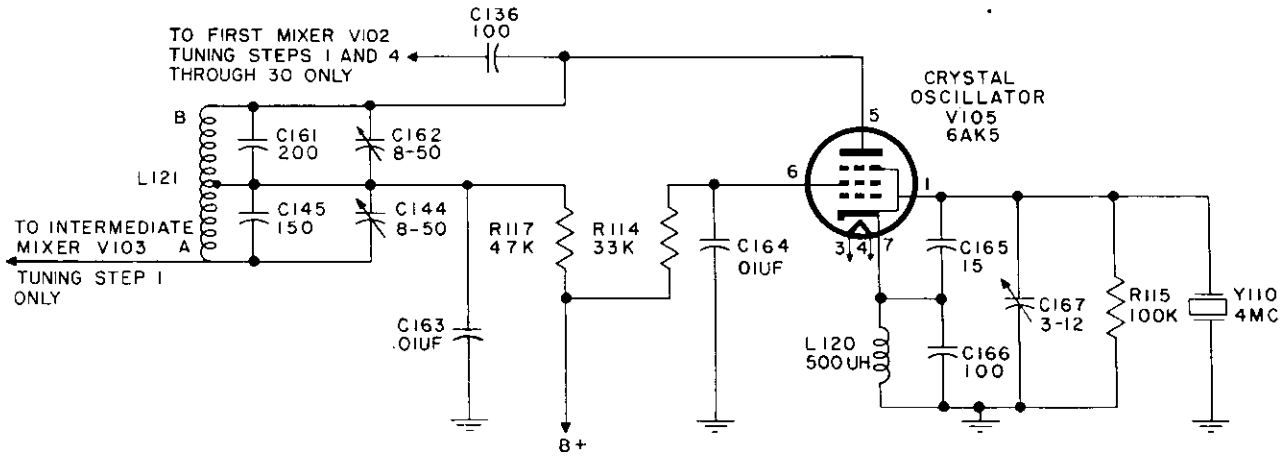 C136
100
TO FIRST MIXER V102
TUNING STEPS 1 AND 4
THROUGH 30 ONLY
CRYSTAL
OSCILLATOR
V105
6AK5
5
B
C161
200
C162
8-50
6
1
L121
TO INTERMEDIATE
MIXER V103
A
TUNING STEP 1
ONLY
C145
150
C144
8-50
R117
47K
R114
33K
C164
.01UF
3
4
7
C165
15
C167
3-12
R115
100K
Y110
4MC
C163
.01UF
L120
500UH
C166
100
B+